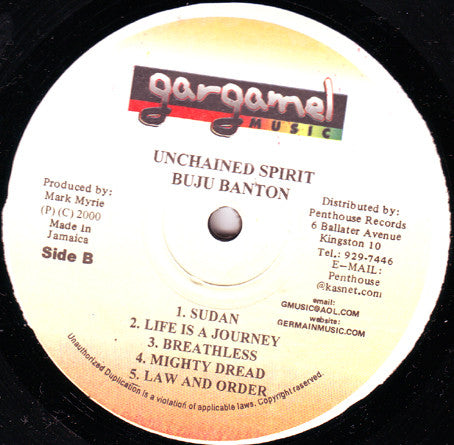 gargamel
MUSIC
UNCHAINED SPIRIT
BUJU BANTON
Produced by:
Mark Myrie
(P) (C) 2000
Made in
Jamaica
Side B
Distributed by:
Penthouse Records
6 Ballater Avenue
Kingston 10
Tel.: 929-7446
E-MAIL:
Penthouse
@kasnet.com
email:
GMUSIC@AOL.COM
website:
GERMAINMUSIC.COM
1. SUDAN
2. LIFE IS A JOURNEY
3. BREATHLESS
4. MIGHTY DREAD
5. LAW AND ORDER
Unauthorized Duplication is a violation of applicable laws. Copyright reserved.